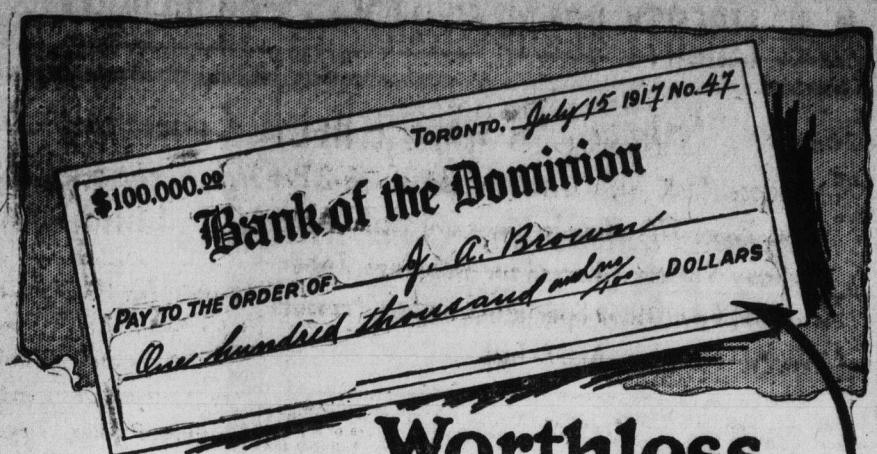 TORONTO. July 15 1917 No. 47
$100,000.00
Bank of the Dominion
PAY TO THE ORDER OF J. A. Brown
One hundred thousand and no/100 DOLLARS
Worthless